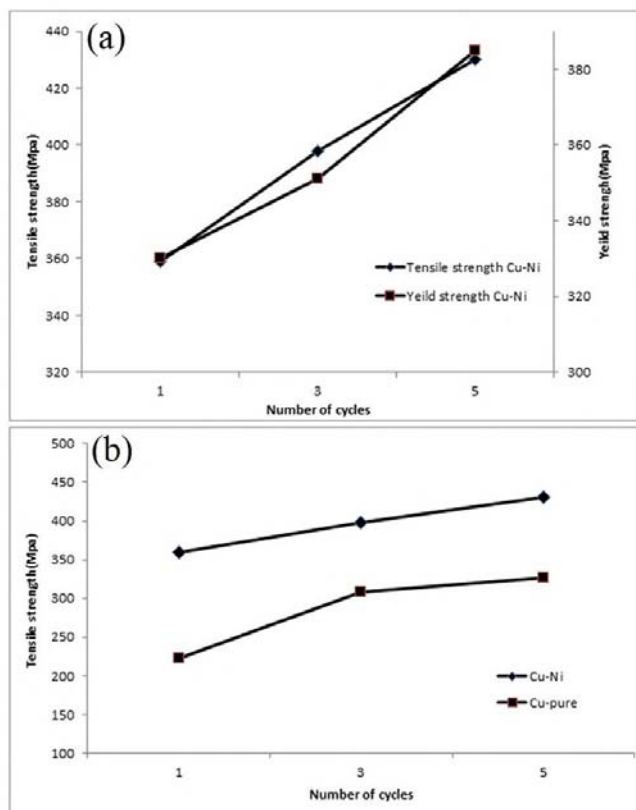 (a)
440
420
400
380
360
340
320
Tensile strength(Mpa)
380
360
340
320
300
Yeild strengh(Mpa)
Tensile strength Cu-Ni
Yeild strength Cu-Ni
1 3 5
Number of cycles
(b)
500
450
400
350
300
250
200
150
100
Tensile strength(Mpa)
Cu-Ni
Cu-pure
1 3 5
Number of cycles